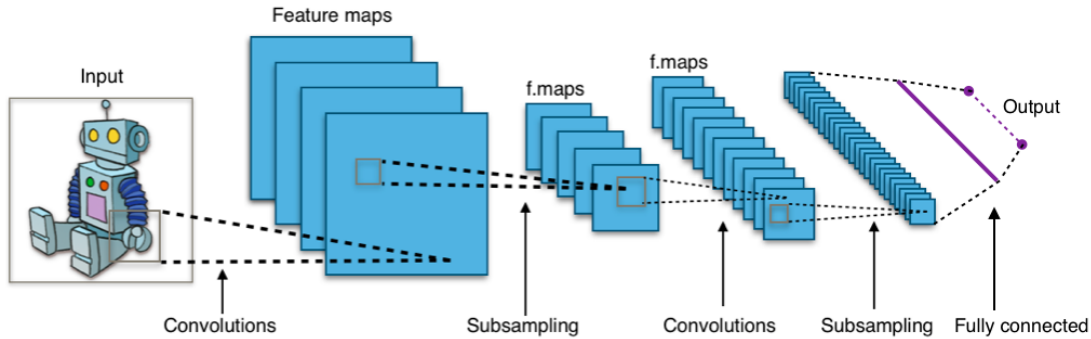 Feature maps
Input
f.maps
f.maps
Output
Convolutions
Subsampling
Convolutions
Subsampling
Fully connected